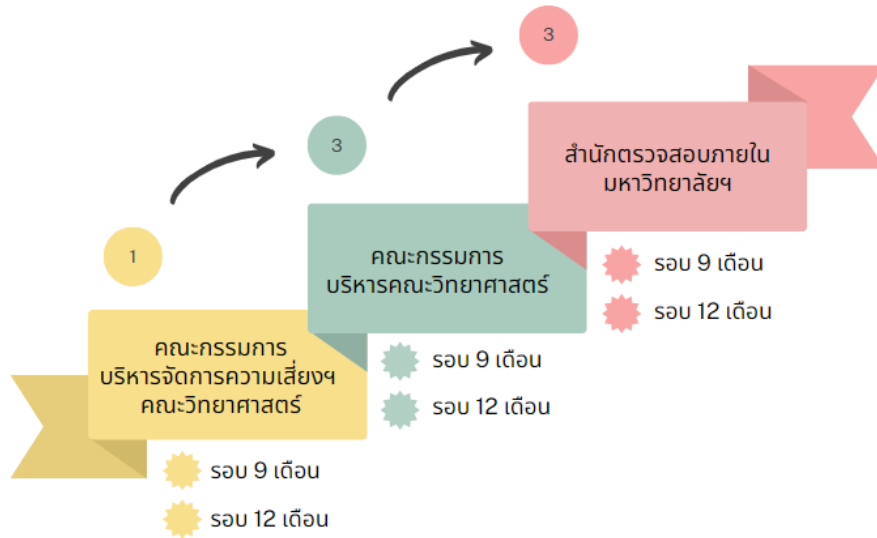 1
คณะกรรมการ
บริหารจัดการความเสี่ยงฯ
คณะวิทยาศาสตร์
รอบ 9 เดือน
รอบ 12 เดือน
3
คณะกรรมการ
บริหารคณะวิทยาศาสตร์
รอบ 9 เดือน
รอบ 12 เดือน
3
สำนักตรวจสอบภายใน
มหาวิทยาลัยฯ
รอบ 9 เดือน
รอบ 12 เดือน